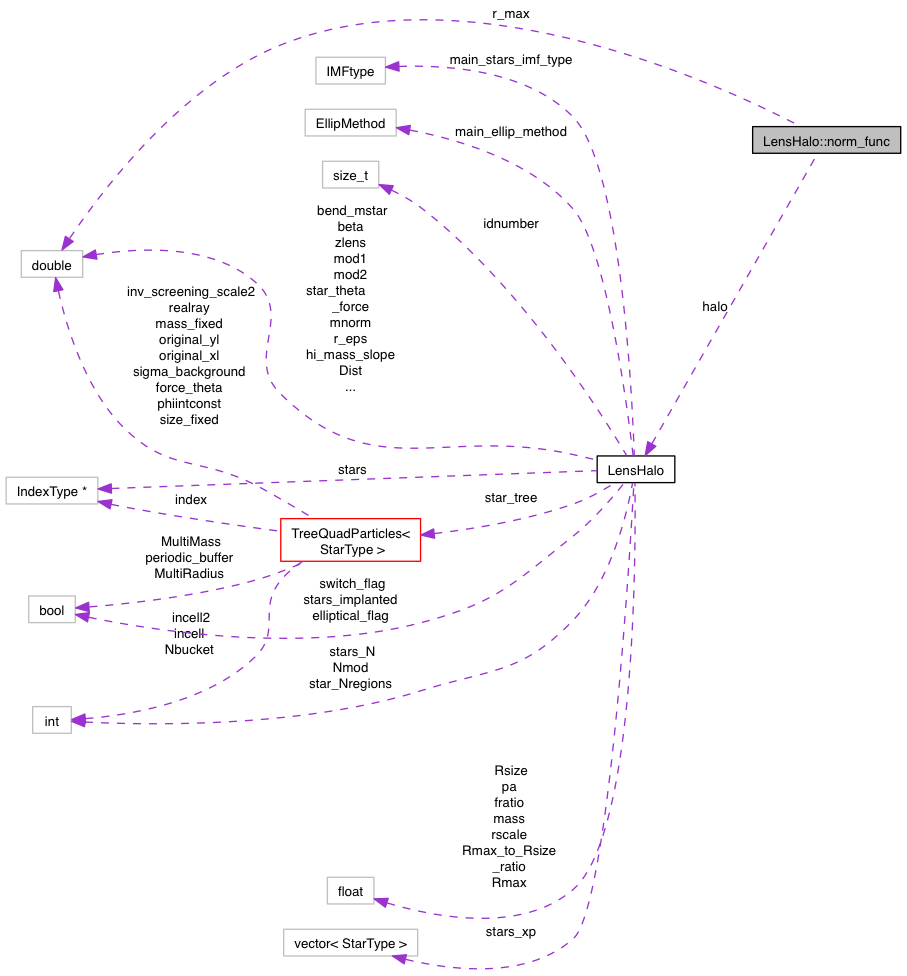 r_max
main_stars_imf_type
IMFtype
EllipMethod
main_ellip_method
LensHalo::norm_func
size_t
bend_mstar
beta
zlens
mod1
mod2
star_theta
_force
mnorm
r_eps
hi_mass_slope
Dist
...
idnumber
double
inv_screening_scale2
realray
mass_fixed
original_yl
original_xl
sigma_background
force_theta
phiintconst
size_fixed
halo
LensHalo
stars
IndexType *
index
star_tree
TreeQuadParticles<
StarType >
MultiMass
periodic_buffer
MultiRadius
switch_flag
stars_implanted
elliptical_flag
bool
incell2
incell
Nbucket
stars_N
Nmod
star_Nregions
int
Rsize
pa
fratio
mass
rscale
Rmax_to_Rsize
_ratio
Rmax
float
stars_xp
vector< StarType >